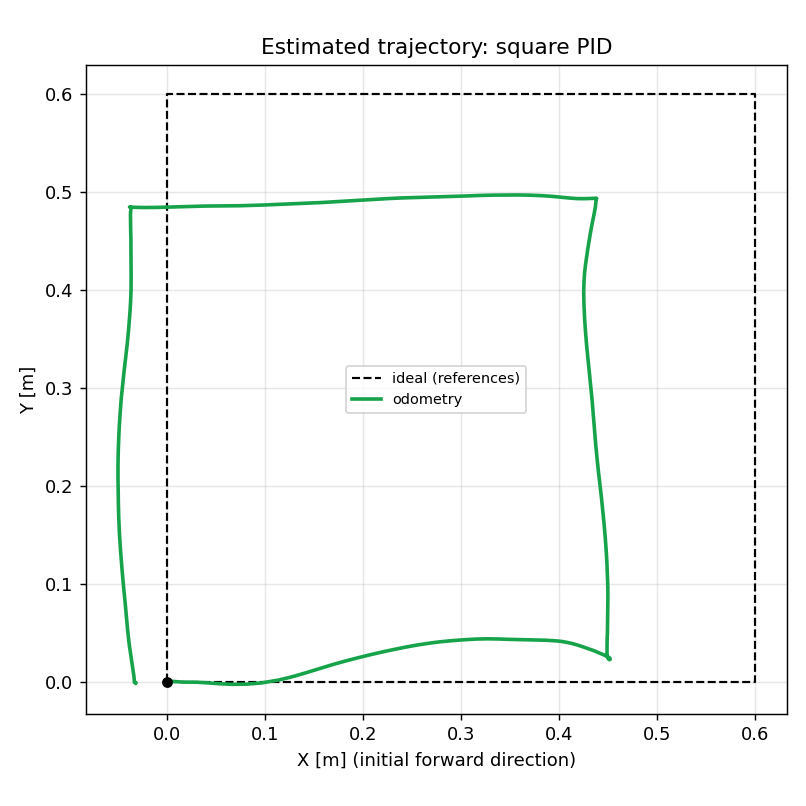 Estimated trajectory: square PID
0.6
0.5
0.4
0.3
0.2
0.1
0.0
Y [m]
ideal (references)
odometry
0.0 0.1 0.2 0.3 0.4 0.5 0.6
X [m] (initial forward direction)